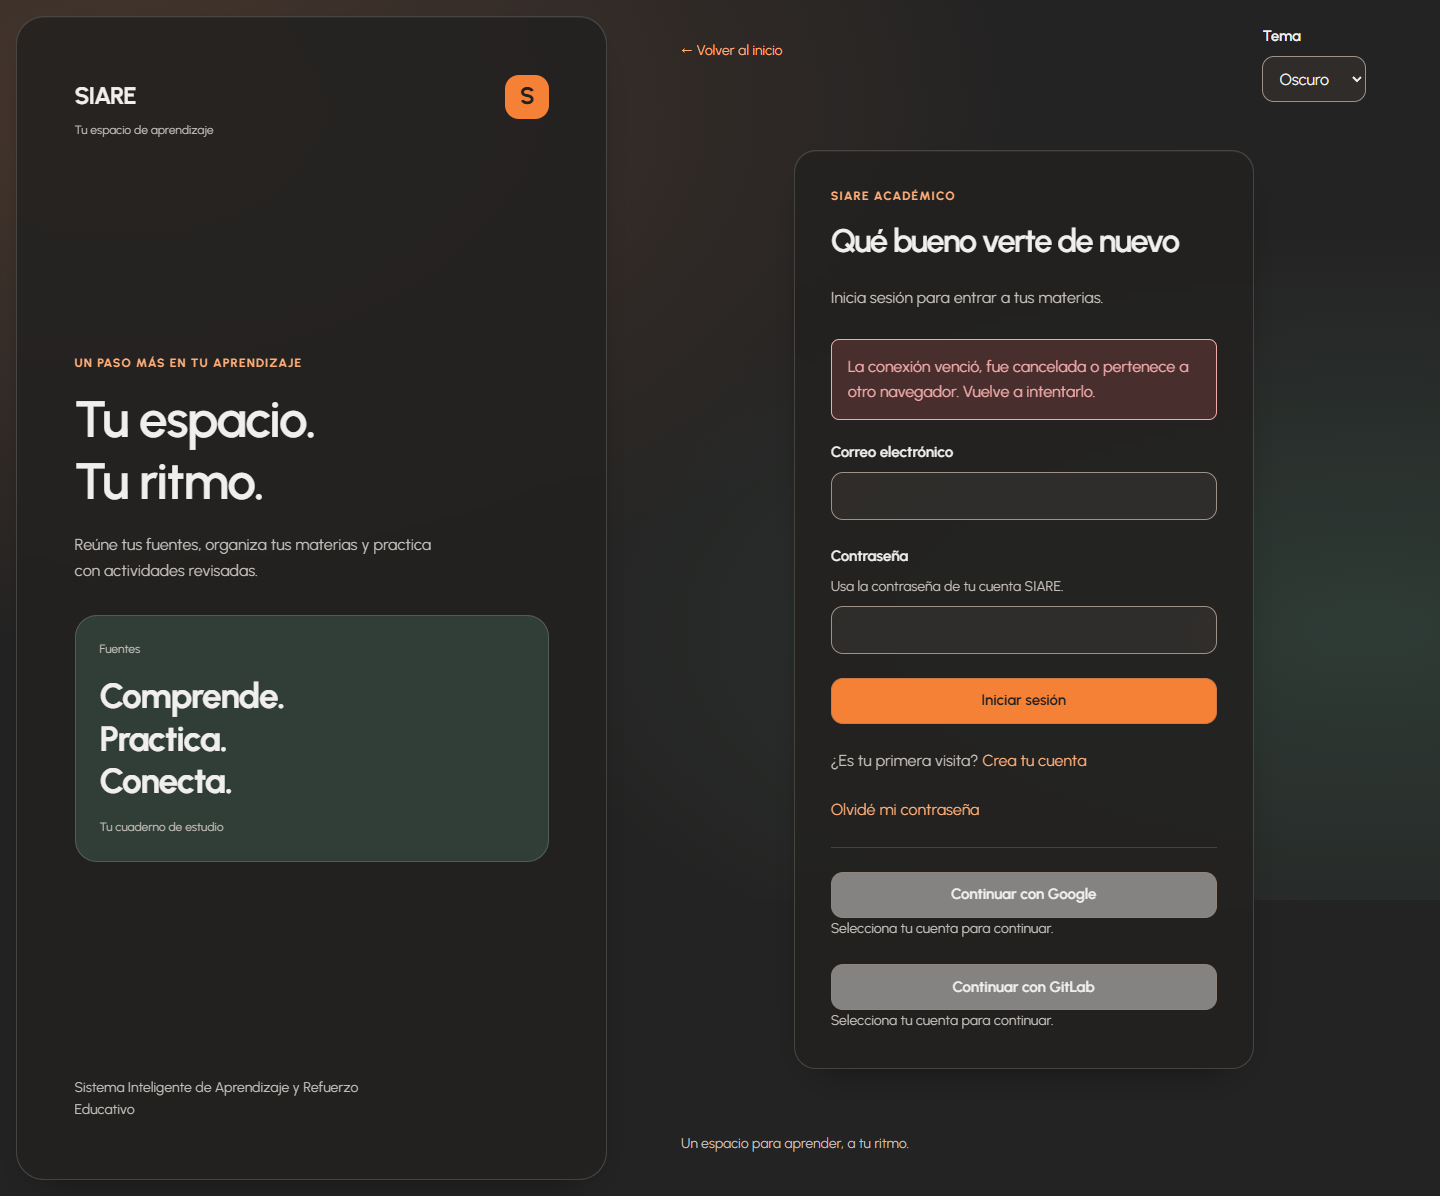 SIARE
S
Tu espacio de aprendizaje
UN PASO MÁS EN TU APRENDIZAJE
Tu espacio.
Tu ritmo.
Reúne tus fuentes, organiza tus materias y practica
con actividades revisadas.
Fuentes
Comprende.
Practica.
Conecta.
Tu cuaderno de estudio
Sistema Inteligente de Aprendizaje y Refuerzo
Educativo
← Volver al inicio
Tema
Oscuro
SIARE ACADÉMICO
Qué bueno verte de nuevo
Inicia sesión para entrar a tus materias.
La conexión venció, fue cancelada o pertenece a
otro navegador. Vuelve a intentarlo.
Correo electrónico
Contraseña
Usa la contraseña de tu cuenta SIARE.
Iniciar sesión
¿Es tu primera visita? Crea tu cuenta
Olvidé mi contraseña
Continuar con Google
Selecciona tu cuenta para continuar.
Continuar con GitLab
Selecciona tu cuenta para continuar.
Un espacio para aprender, a tu ritmo.